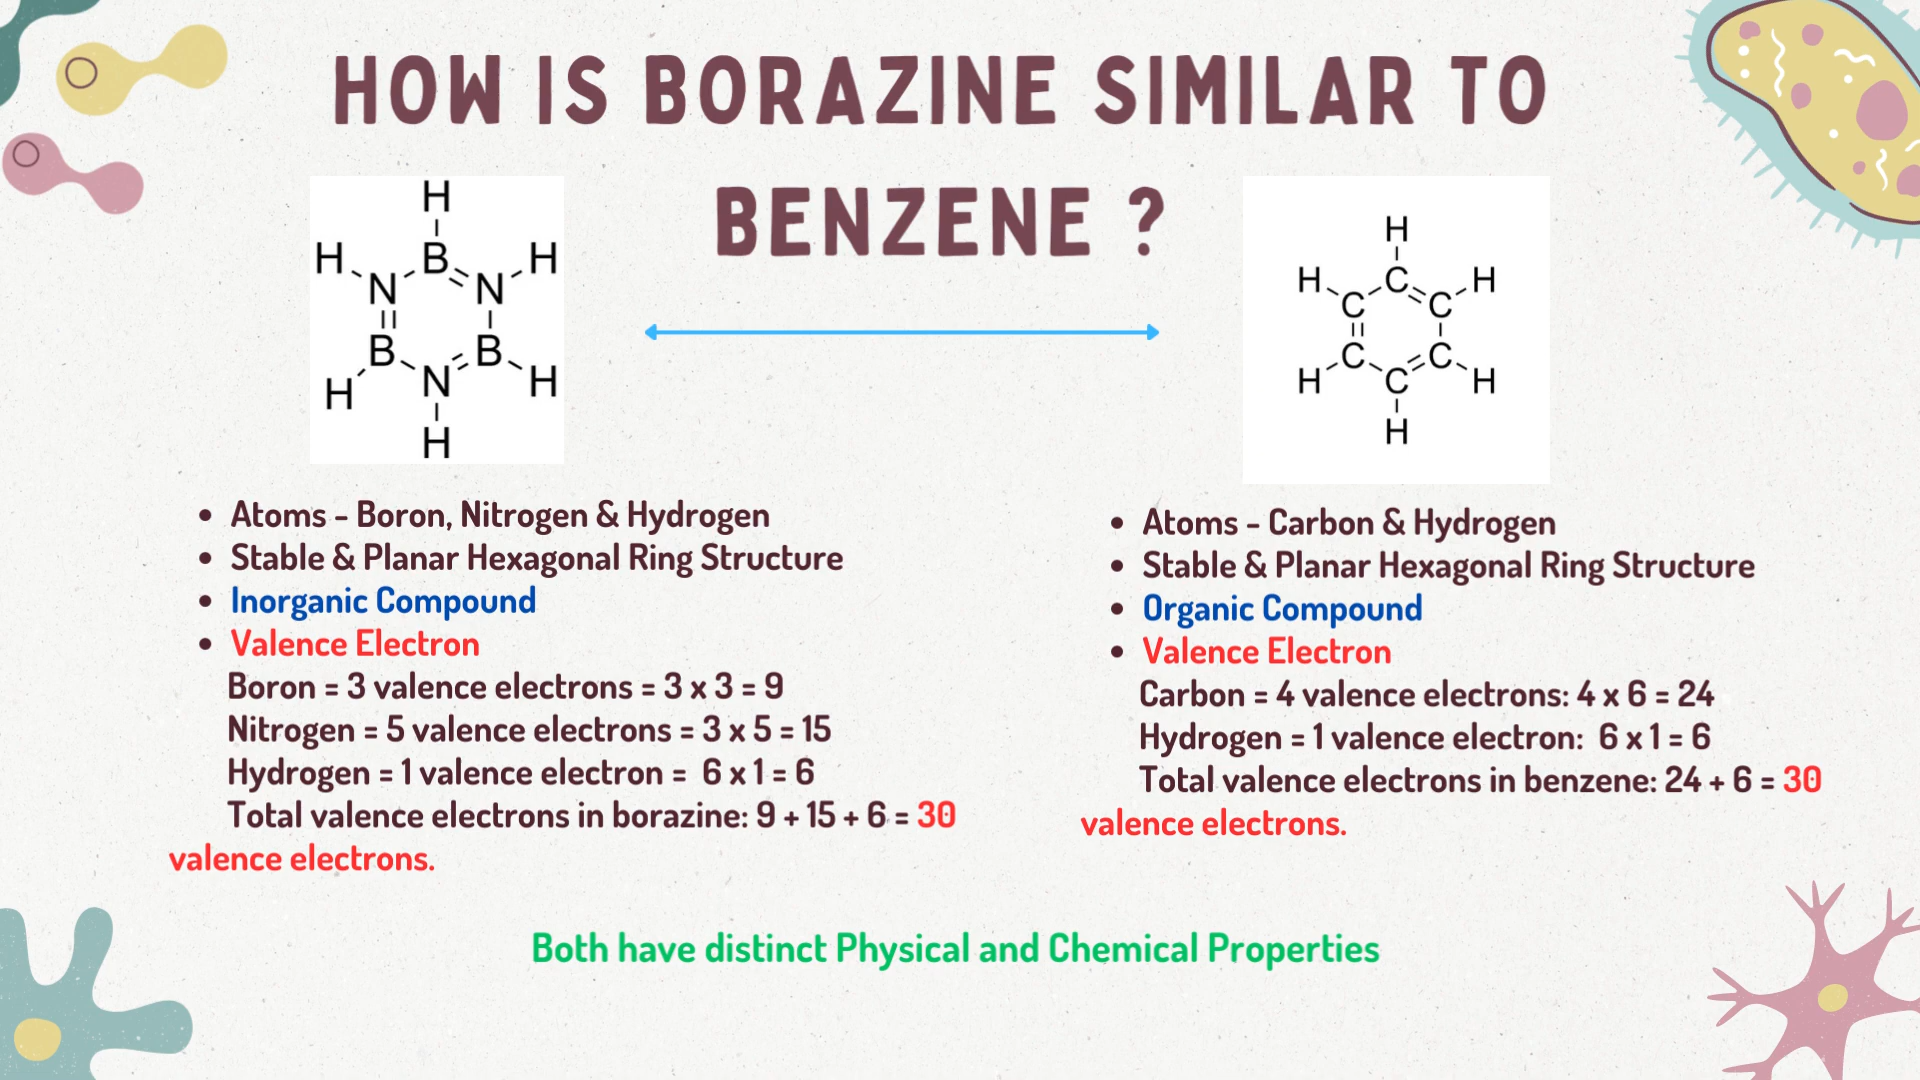 HOW IS BORAZINE SIMILAR TO
BENZENE ?
H
B
H
N
N
H
B
B
H
N
H
H
H
H
C
H
C
C
C
C
H
C
H
H
• Atoms - Boron, Nitrogen & Hydrogen
• Stable & Planar Hexagonal Ring Structure
• Inorganic Compound
• Valence Electron
Boron = 3 valence electrons = 3 x 3 = 9
Nitrogen = 5 valence electrons = 3 x 5 = 15
Hydrogen = 1 valence electron = 6 x 1 = 6
Total valence electrons in borazine: 9 + 15 + 6 = 30
valence electrons.
• Atoms - Carbon & Hydrogen
• Stable & Planar Hexagonal Ring Structure
• Organic Compound
• Valence Electron
Carbon = 4 valence electrons: 4 x 6 = 24
Hydrogen = 1 valence electron: 6 x 1 = 6
Total valence electrons in benzene: 24 + 6 = 30
valence electrons.
Both have distinct Physical and Chemical Properties